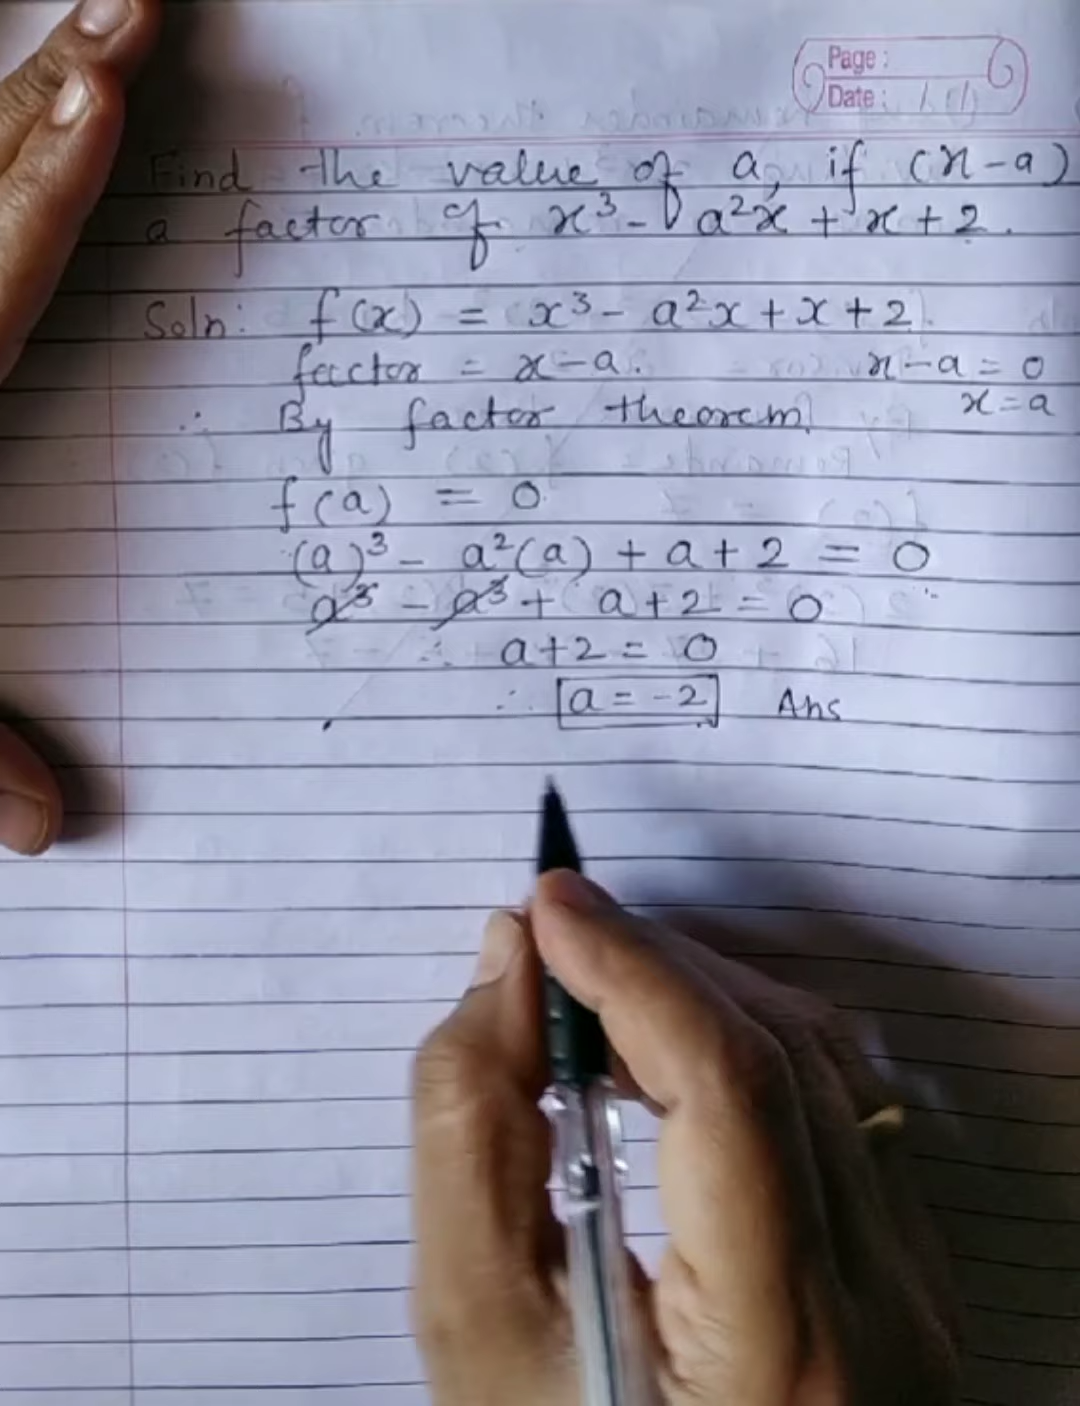 Page :
Date :
Find the value of a, if (x-a)
a factor of x³ - a²x + x + 2.
Soln: f(x) = x³ - a²x + x + 2.
factor = x-a. x-a = 0
x = a
∴ By factor theorem
f(a) = 0
(a)³ - a²(a) + a + 2 = 0
a³ - a³ + a + 2 = 0
∴ a+2 = 0
∴ a = -2 Ans